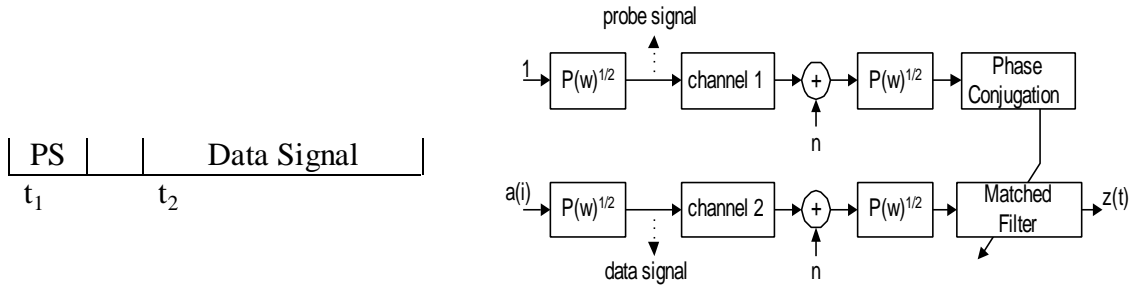 PS Data Signal
t₁ t₂
probe signal
1 P(w)^1/2 channel 1 + P(w)^1/2 Phase Conjugation
n
a(i) P(w)^1/2 channel 2 + P(w)^1/2 Matched Filter z(t)
data signal n